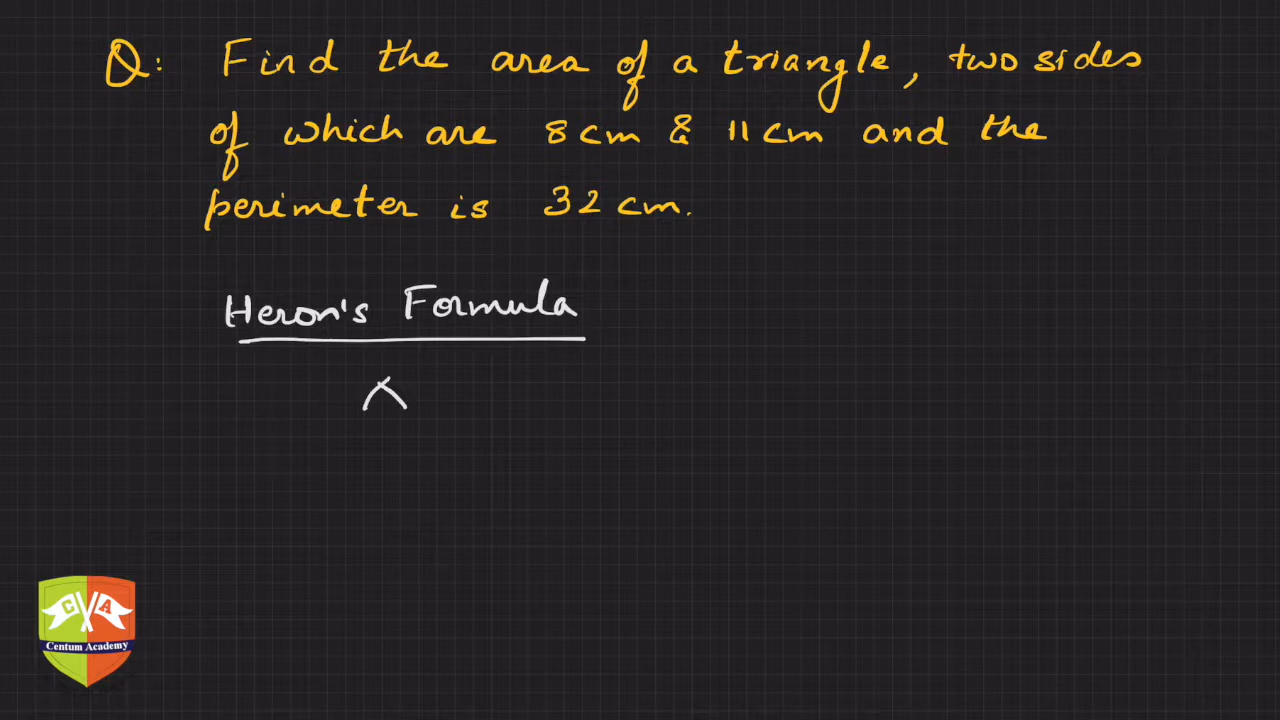 Q: Find the area of a triangle, two sides
of which are 8 cm & 11 cm and the
perimeter is 32 cm.
Heron's Formula
C A
Centum Academy